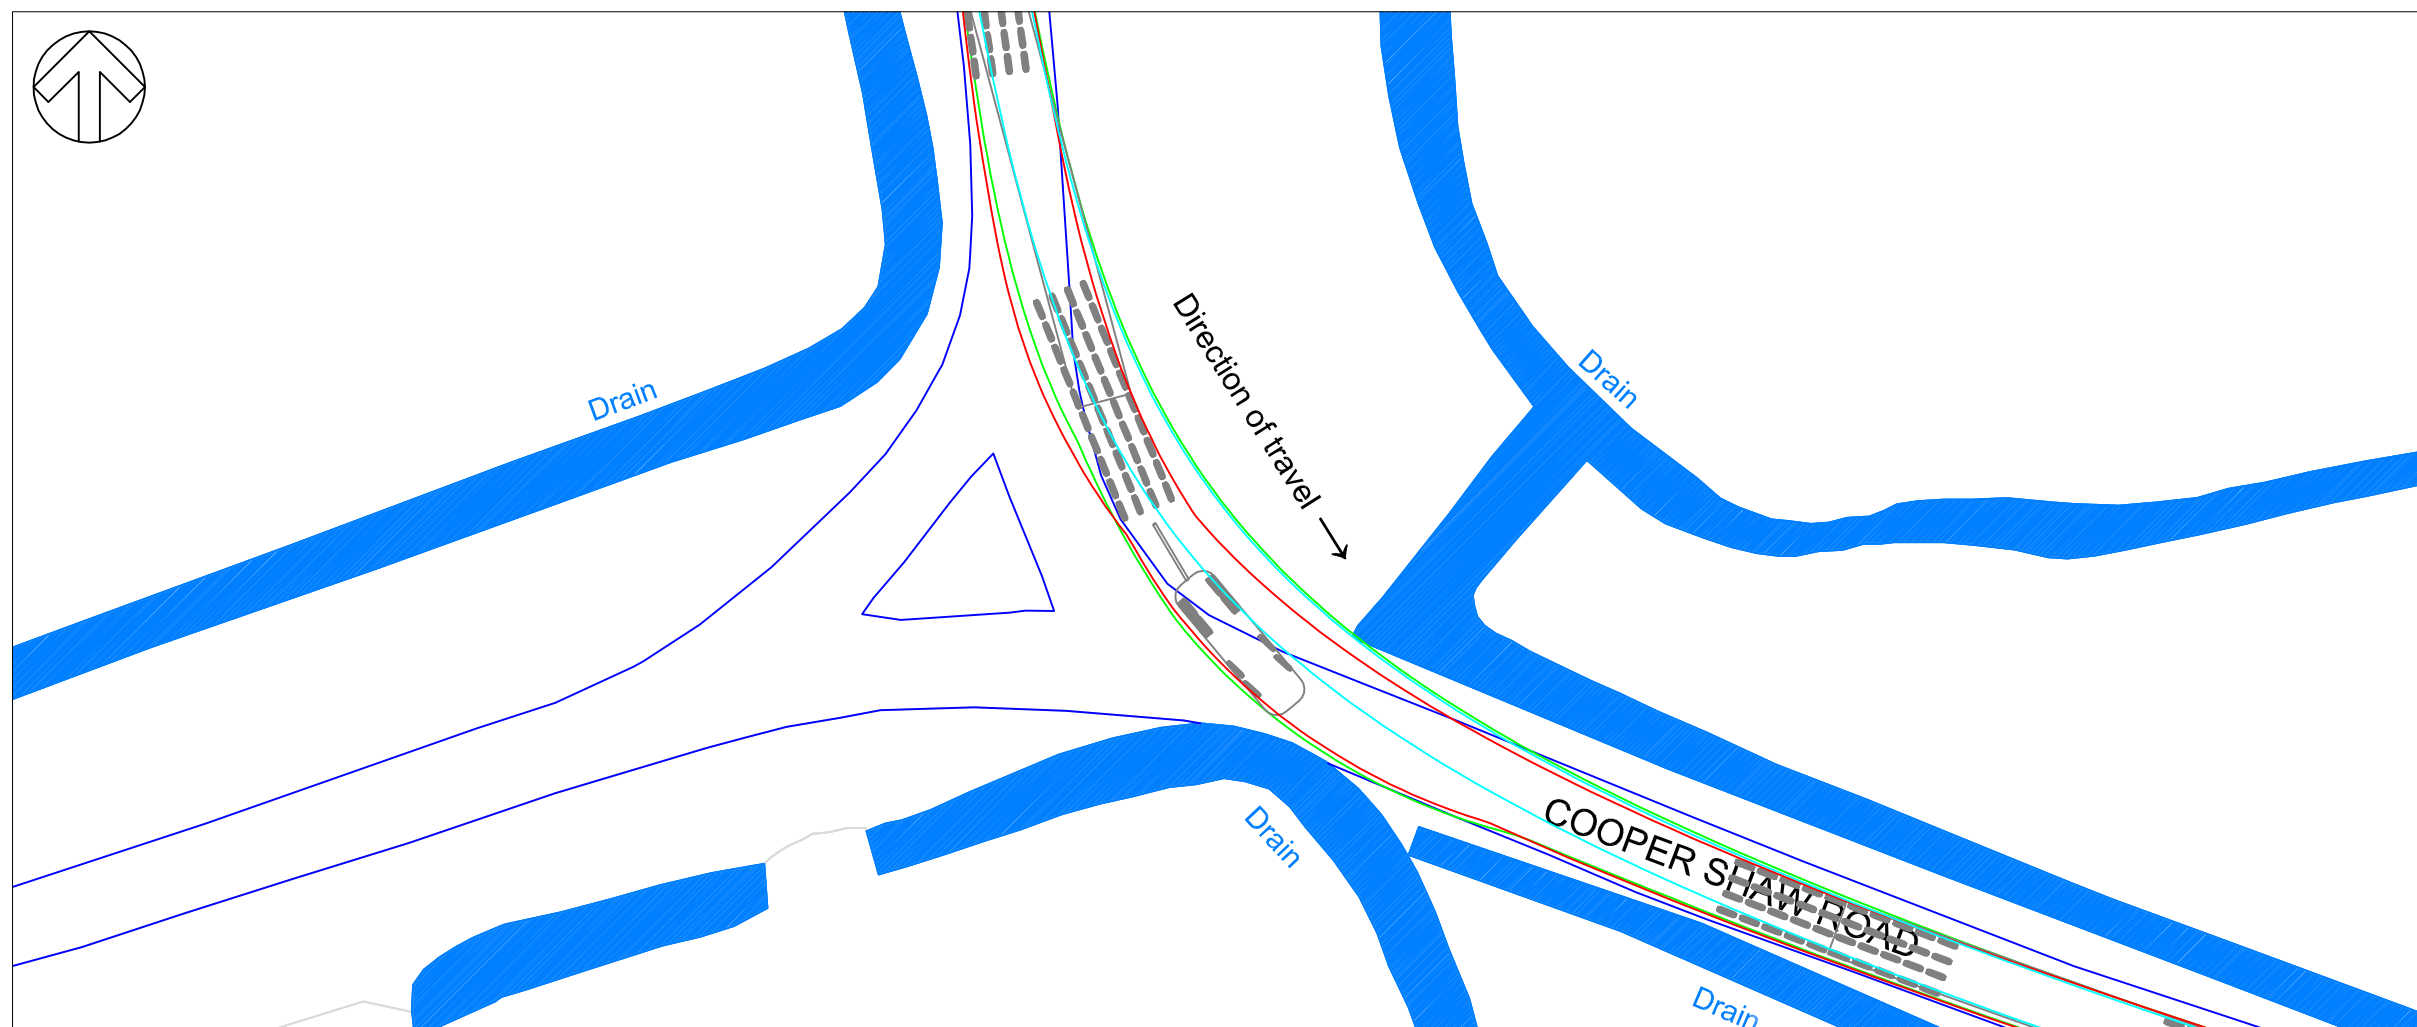 Direction of travel
Drain
Drain
COOPER SHAW ROAD
Drain
Drain